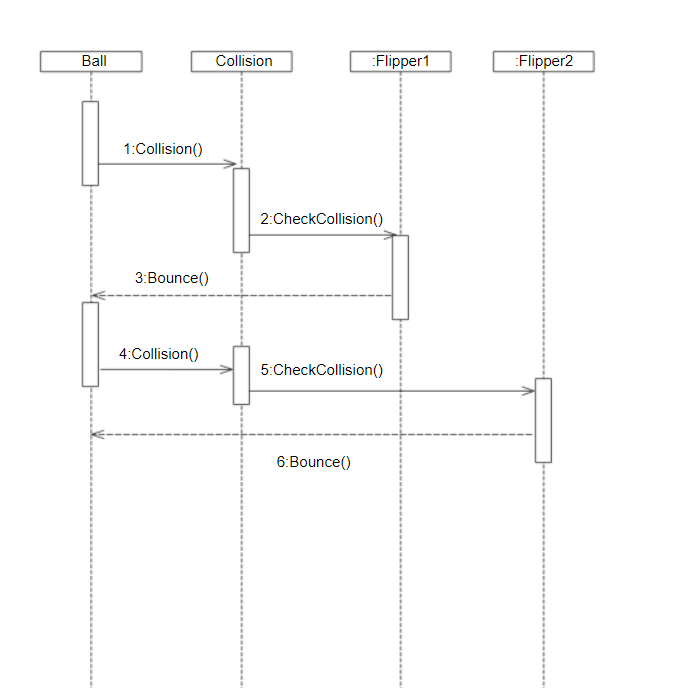 Ball
Collision
:Flipper1
:Flipper2
1:Collision()
2:CheckCollision()
3:Bounce()
4:Collision()
5:CheckCollision()
6:Bounce()